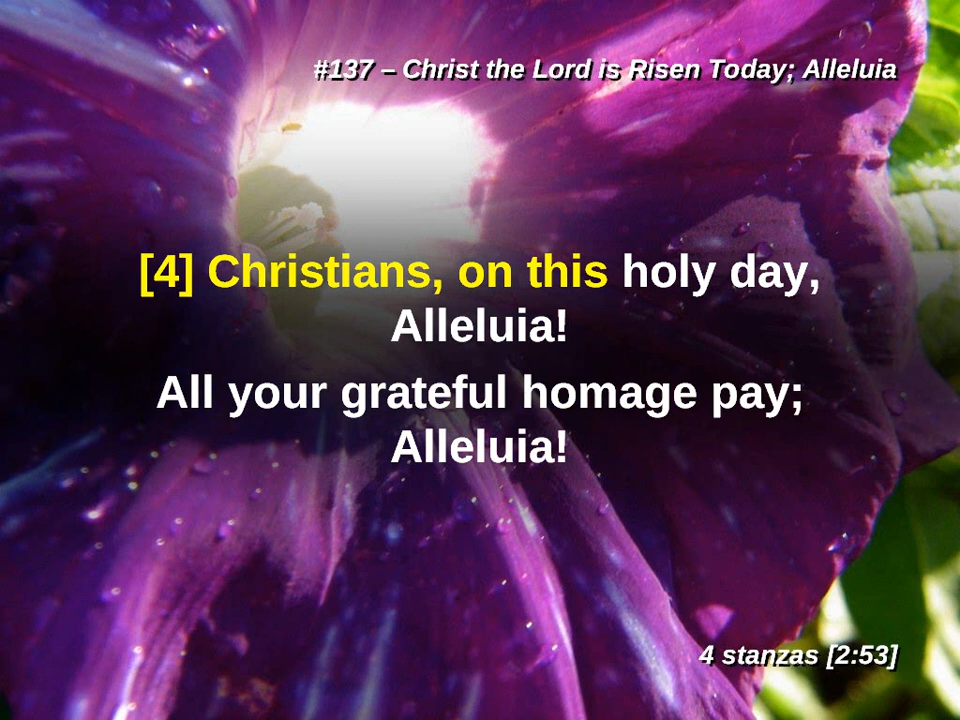 #137 – Christ the Lord is Risen Today; Alleluia
[4] Christians, on this holy day,
Alleluia!
All your grateful homage pay;
Alleluia!
4 stanzas [2:53]